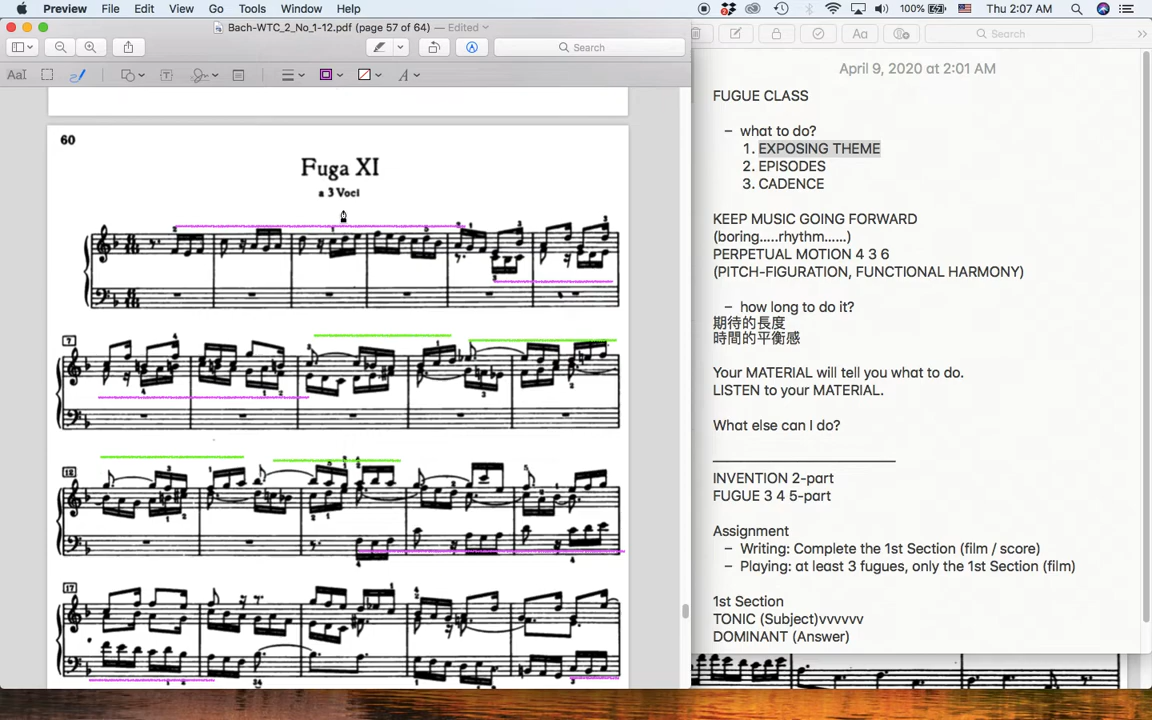 Preview File Edit View Go Tools Window Help
100% Thu 2:07 AM
Bach-WTC_2_No_1-12.pdf (page 57 of 64) — Edited
Search
Aa
Search
AaI
A
60
Fuga XI
a 3 Voci
7
12
17
April 9, 2020 at 2:01 AM
FUGUE CLASS
– what to do?
1. EXPOSING THEME
2. EPISODES
3. CADENCE
KEEP MUSIC GOING FORWARD
(boring.....rhythm......)
PERPETUAL MOTION 4 3 6
(PITCH-FIGURATION, FUNCTIONAL HARMONY)
– how long to do it?
期待的長度
時間的平衡感
Your MATERIAL will tell you what to do.
LISTEN to your MATERIAL.
What else can I do?
INVENTION 2-part
FUGUE 3 4 5-part
Assignment
– Writing: Complete the 1st Section (film / score)
– Playing: at least 3 fugues, only the 1st Section (film)
1st Section
TONIC (Subject)vvvvvv
DOMINANT (Answer)